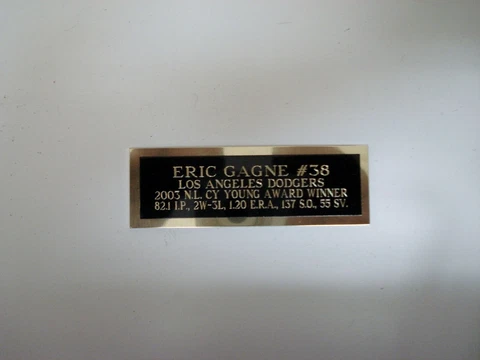 ERIC GAGNE #38
LOS ANGELES DODGERS
2003 N.L. CY YOUNG AWARD WINNER
82.1 I.P., 2W-3L, 1.20 E.R.A., 137 S.O., 55 SV.